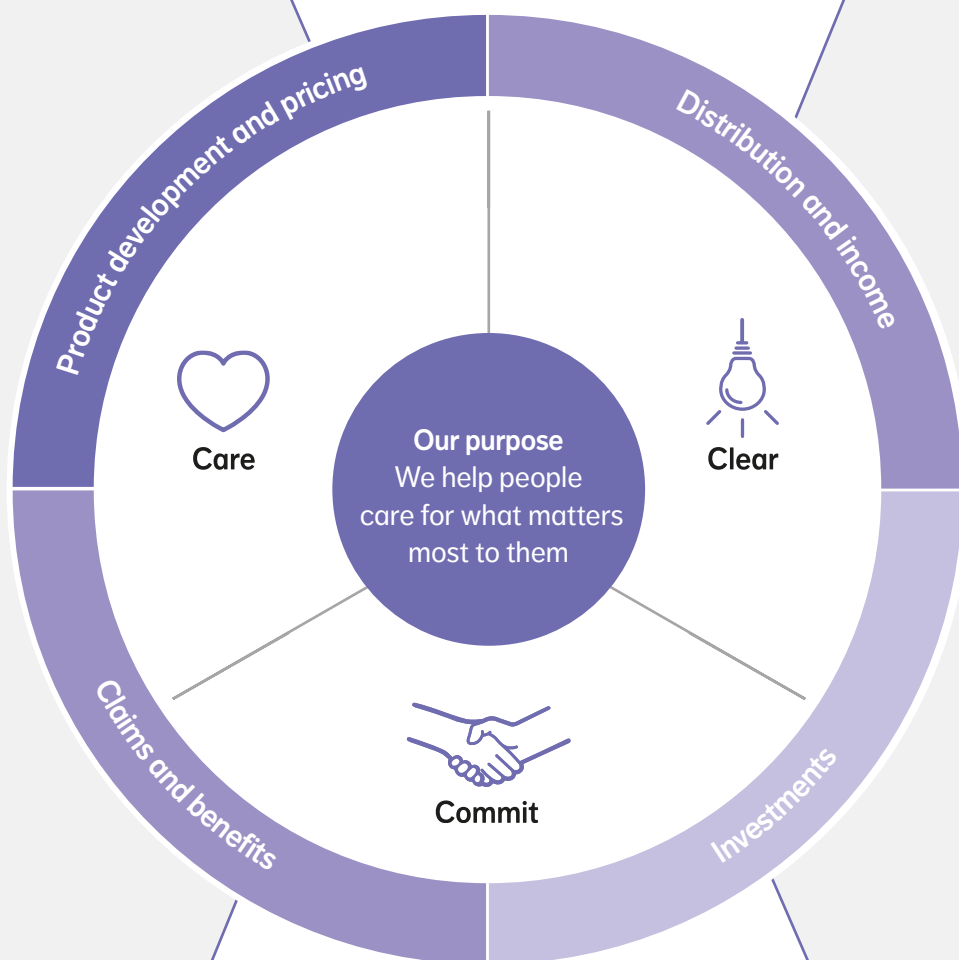 Product development and pricing
Distribution and income
Care
Clear
Our purpose
We help people
care for what matters
most to them
Commit
Claims and benefits
Investments